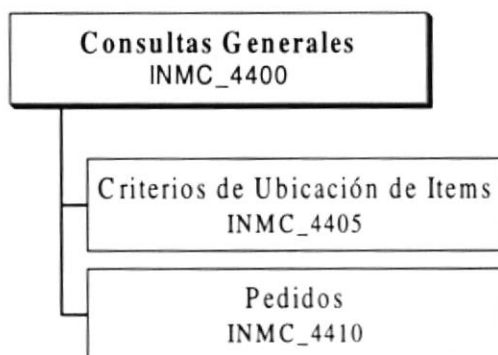 Consultas Generales
INMC_4400
Criterios de Ubicación de Items
INMC_4405
Pedidos
INMC_4410